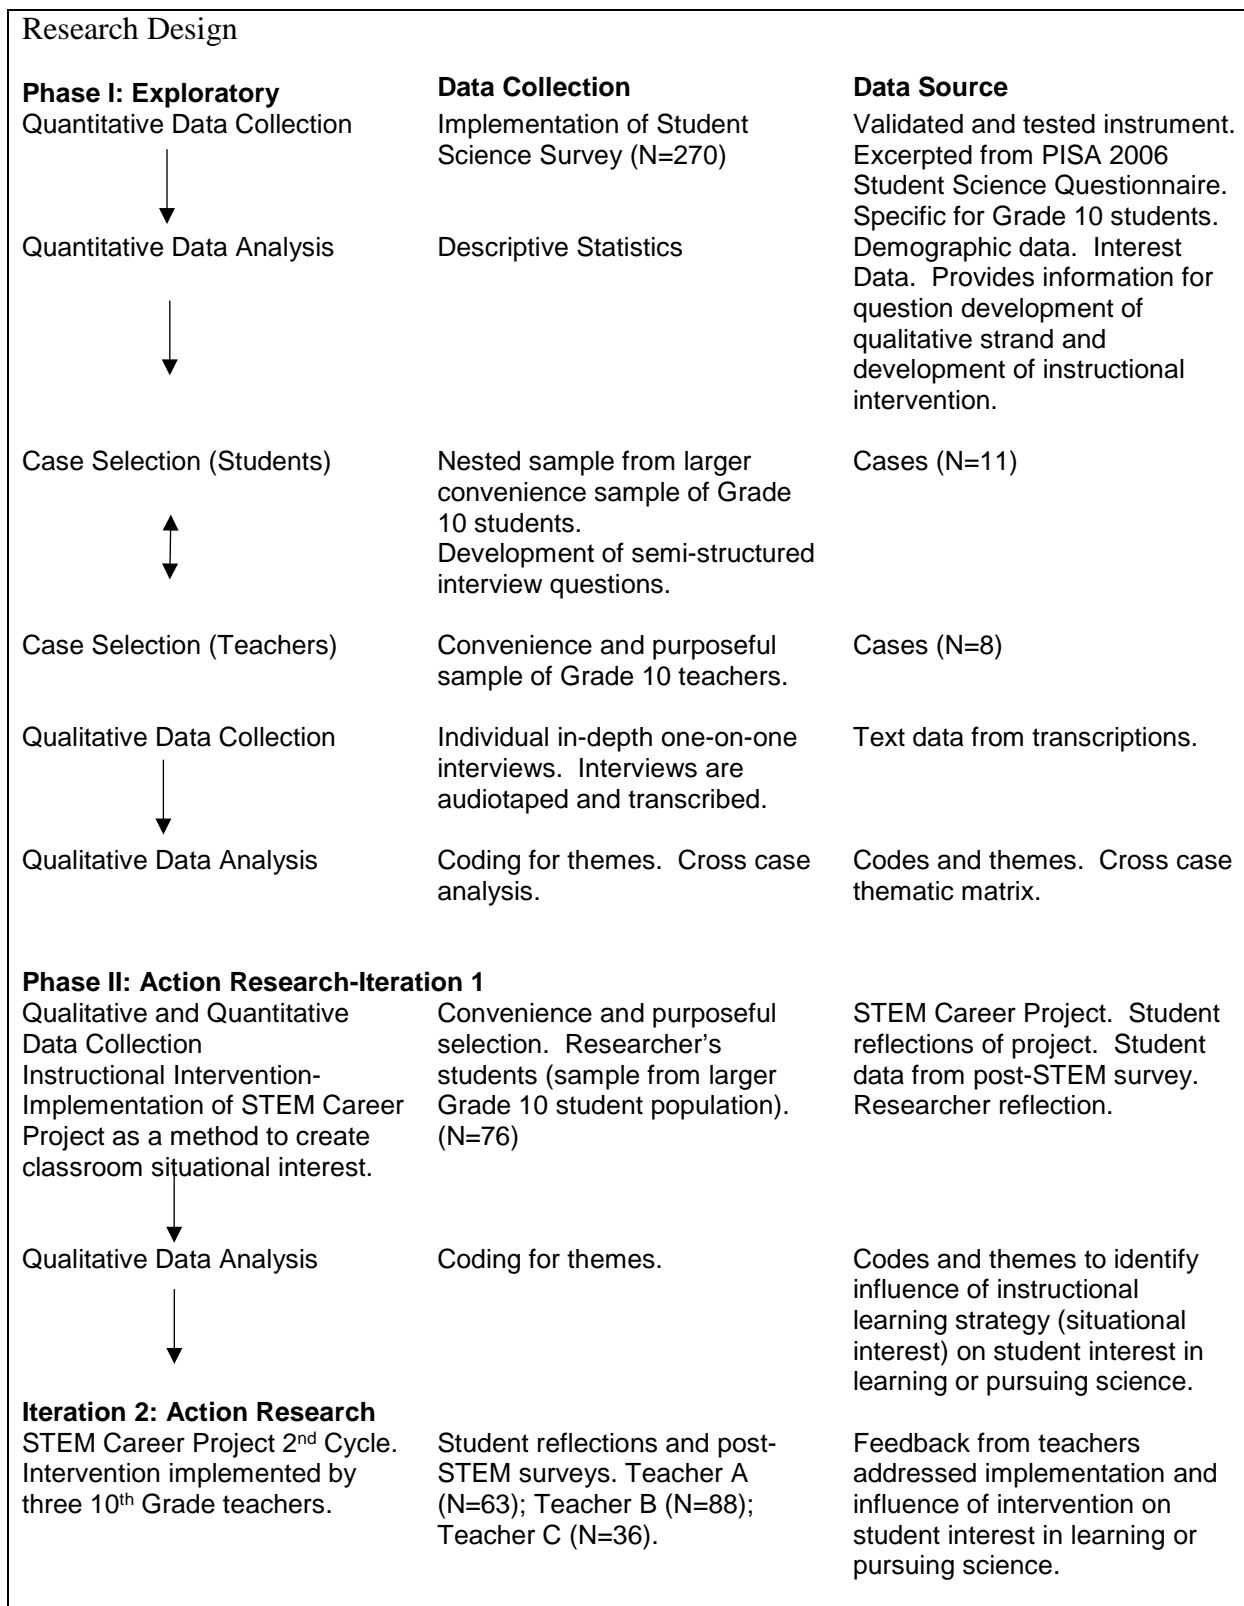 Research Design
Phase I: Exploratory
Data Collection
Data Source
Quantitative Data Collection
Implementation of Student
Science Survey (N=270)
Validated and tested instrument.
Excerpted from PISA 2006
Student Science Questionnaire.
Specific for Grade 10 students.
Quantitative Data Analysis
Descriptive Statistics
Demographic data.  Interest
Data.  Provides information for
question development of
qualitative strand and
development of instructional
intervention.
Case Selection (Students)
Nested sample from larger
convenience sample of Grade
10 students.
Development of semi-structured
interview questions.
Cases (N=11)
Case Selection (Teachers)
Convenience and purposeful
sample of Grade 10 teachers.
Cases (N=8)
Qualitative Data Collection
Individual in-depth one-on-one
interviews.  Interviews are
audiotaped and transcribed.
Text data from transcriptions.
Qualitative Data Analysis
Coding for themes.  Cross case
analysis.
Codes and themes.  Cross case
thematic matrix.
Phase II: Action Research-Iteration 1
Qualitative and Quantitative
Data Collection
Instructional Intervention-
Implementation of STEM Career
Project as a method to create
classroom situational interest.
Convenience and purposeful
selection.  Researcher's
students (sample from larger
Grade 10 student population).
(N=76)
STEM Career Project.  Student
reflections of project.  Student
data from post-STEM survey.
Researcher reflection.
Qualitative Data Analysis
Coding for themes.
Codes and themes to identify
influence of instructional
learning strategy (situational
interest) on student interest in
learning or pursuing science.
Iteration 2: Action Research
STEM Career Project 2nd Cycle.
Intervention implemented by
three 10th Grade teachers.
Student reflections and post-
STEM surveys. Teacher A
(N=63); Teacher B (N=88);
Teacher C (N=36).
Feedback from teachers
addressed implementation and
influence of intervention on
student interest in learning or
pursuing science.